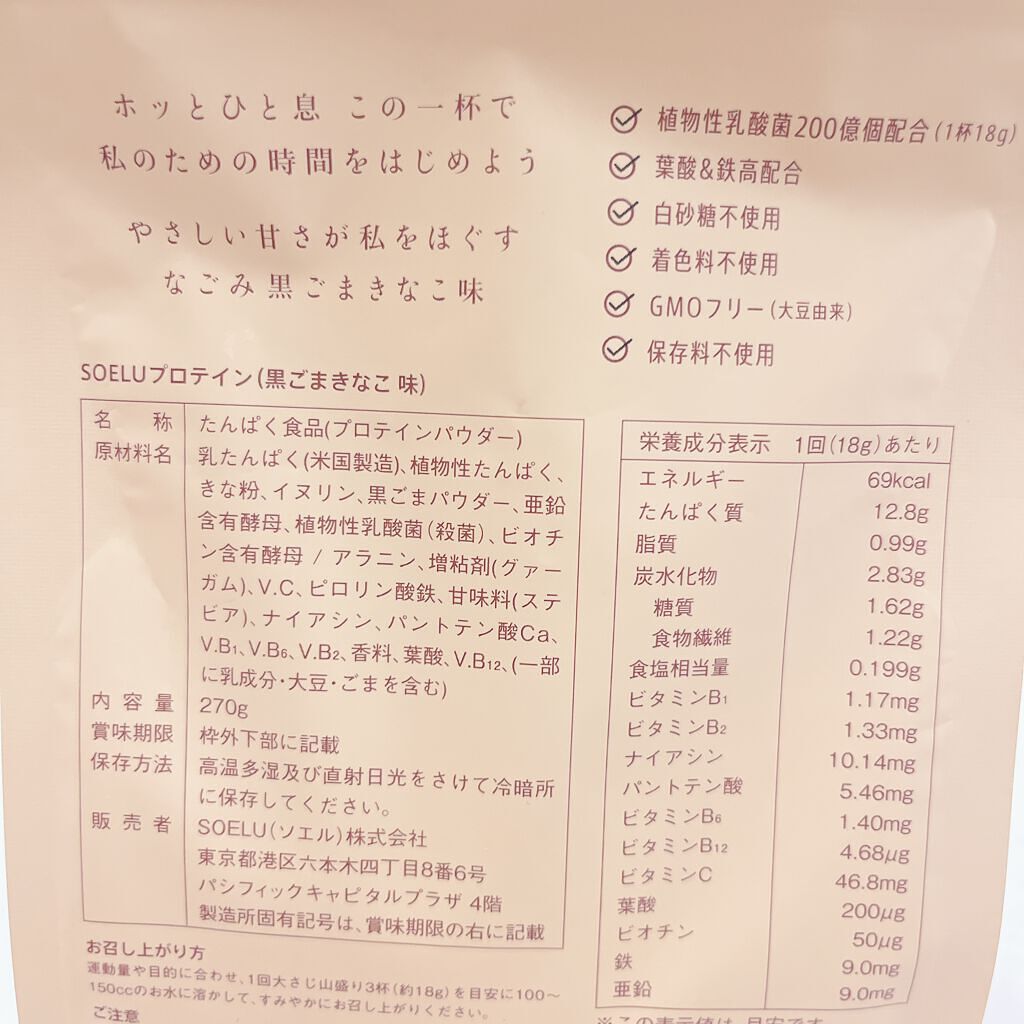 ホッとひと息 この一杯で
私のための時間をはじめよう
やさしい甘さが私をほぐす
なごみ黒ごまきなこ味
植物性乳酸菌200億個配合(1杯18g)
葉酸&鉄高配合
白砂糖不使用
着色料不使用
GMOフリー(大豆由来)
保存料不使用
SOELUプロテイン(黒ごまきなこ 味)
名 称 たんぱく食品(プロテインパウダー)
原材料名 乳たんぱく(米国製造)、植物性たんぱく、
きな粉、イヌリン、黒ごまパウダー、亜鉛
含有酵母、植物性乳酸菌(殺菌)、ビオチ
ン含有酵母 / アラニン、増粘剤(グァー
ガム)、V.C、ピロリン酸鉄、甘味料(ステ
ビア)、ナイアシン、パントテン酸Ca、
V.B₁、V.B₆、V.B₂、香料、葉酸、V.B₁₂、(一部
に乳成分・大豆・ごまを含む)
内 容 量 270g
賞味期限 枠外下部に記載
保存方法 高温多湿及び直射日光をさけて冷暗所
に保存してください。
販 売 者 SOELU(ソエル)株式会社
東京都港区六本木四丁目8番6号
パシフィックキャピタルプラザ 4階
製造所固有記号は、賞味期限の右に記載
お召し上がり方
運動量や目的に合わせ、1回大さじ山盛り3杯(約18g)を目安に100〜
150ccのお水に溶かして、すみやかにお召し上がりください。
ご注意
栄養成分表示 1回(18g)あたり
エネルギー 69kcal
たんぱく質 12.8g
脂質 0.99g
炭水化物 2.83g
糖質 1.62g
食物繊維 1.22g
食塩相当量 0.199g
ビタミンB₁ 1.17mg
ビタミンB₂ 1.33mg
ナイアシン 10.14mg
パントテン酸 5.46mg
ビタミンB₆ 1.40mg
ビタミンB₁₂ 4.68μg
ビタミンC 46.8mg
葉酸 200μg
ビオチン 50μg
鉄 9.0mg
亜鉛 9.0mg
※この表示値は、目安です